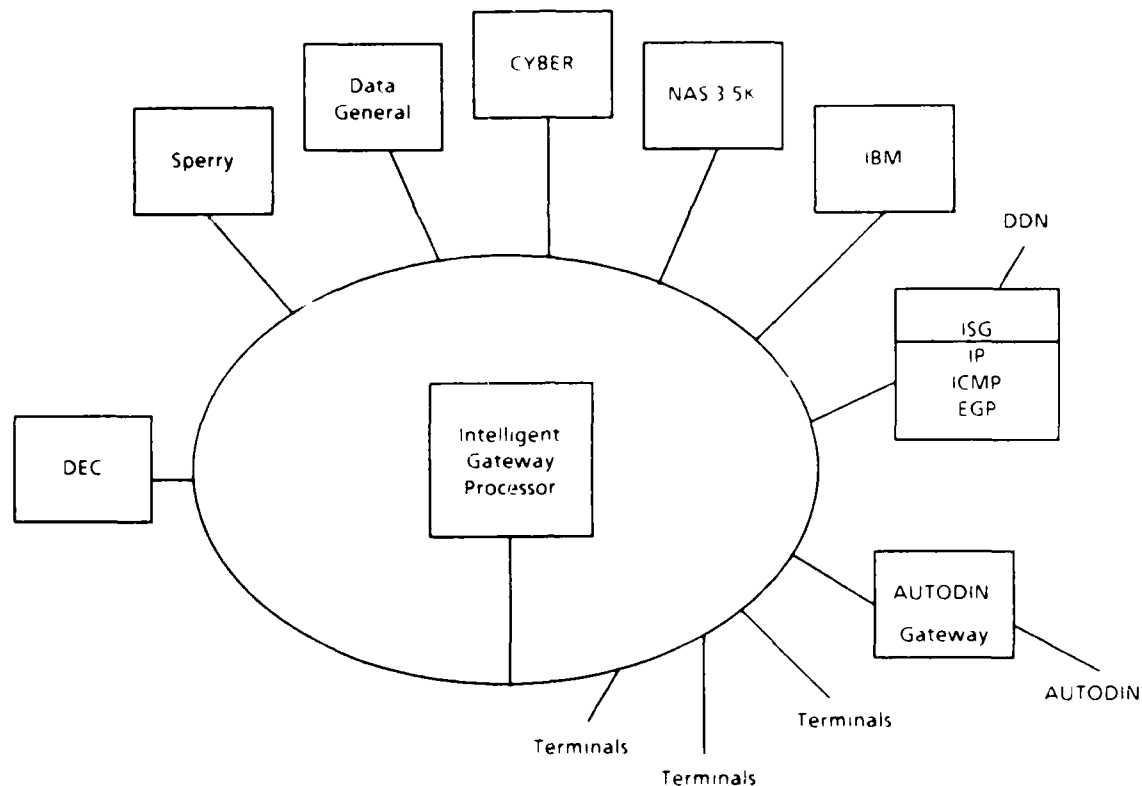 CYBER
Data
General
NAS 3 5K
Sperry
IBM
DDN
ISG
IP
ICMP
EGP
Intelligent
Gateway
Processor
DEC
AUTODIN
Gateway
AUTODIN
Terminals
Terminals
Terminals